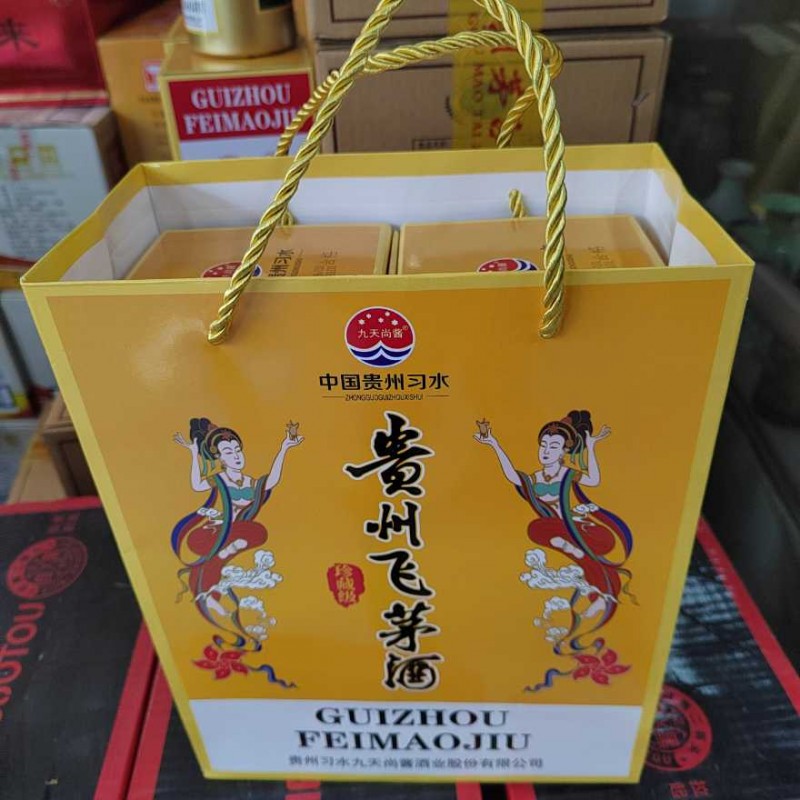 来
GUIZHOU
FEIMAOJIU
九天尚酱
中国贵州习水
ZHONGGUOGUIZHOUXISHUI
貴州飞茅酒
珍藏级
GUIZHOU
FEIMAOJIU
贵州习水九天尚酱酒业股份有限公司